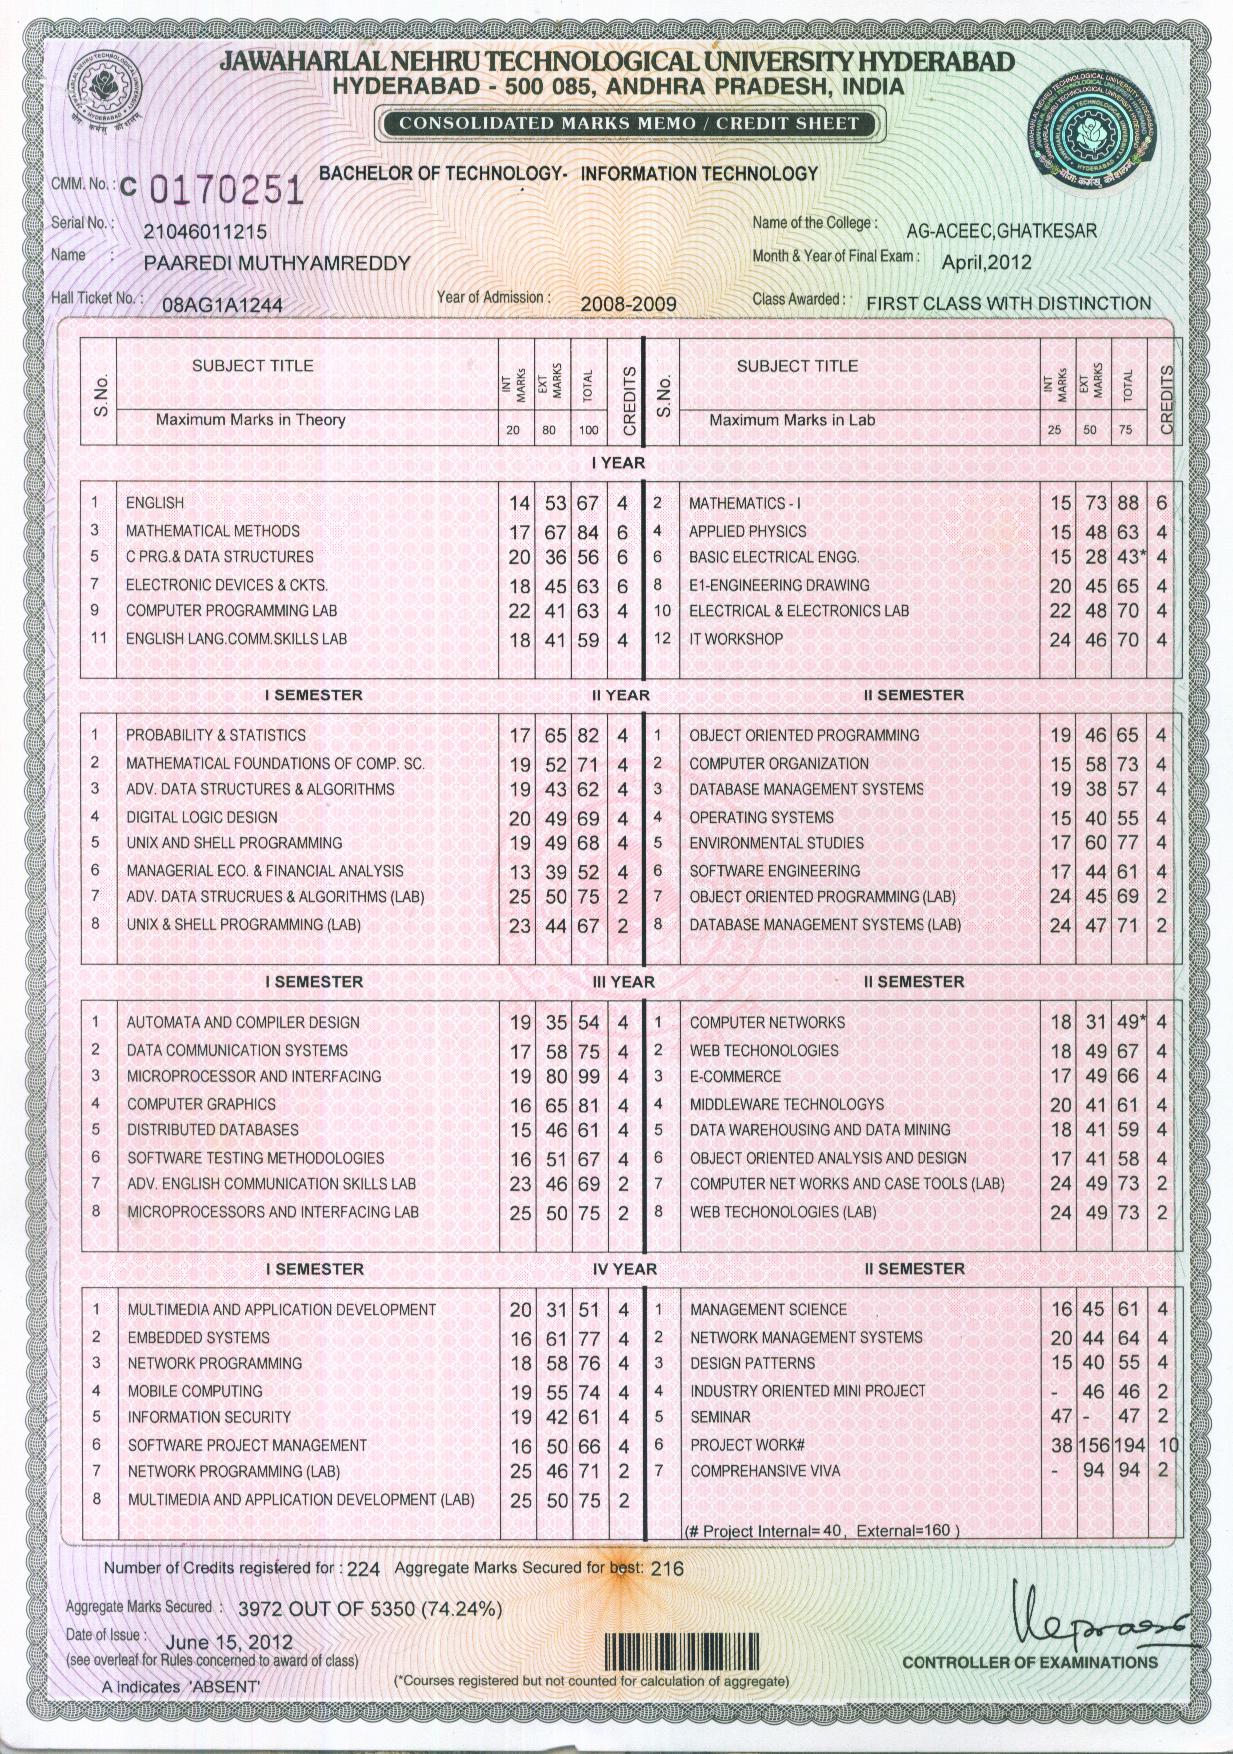 JAWAHARLAL NEHRU TECHNOLOGICAL UNIVERSITY HYDERABAD
HYDERABAD - 500 085, ANDHRA PRADESH, INDIA
CONSOLIDATED MARKS MEMO / CREDIT SHEET
BACHELOR OF TECHNOLOGY- INFORMATION TECHNOLOGY
CMM. No. : C 0170251
Serial No. : 21046011215 Name of the College : AG-ACEEC,GHATKESAR
Name : PAAREDI MUTHYAMREDDY Month & Year of Final Exam : April,2012
Hall Ticket No. : 08AG1A1244 Year of Admission : 2008-2009 Class Awarded : FIRST CLASS WITH DISTINCTION
S.No. SUBJECT TITLE INT MARKs EXT MARKS TOTAL CREDITS S.No. SUBJECT TITLE INT MARKs EXT MARKS TOTAL CREDITS
Maximum Marks in Theory 20 80 100 Maximum Marks in Lab 25 50 75
I YEAR
1 ENGLISH 14 53 67 4 2 MATHEMATICS - I 15 73 88 6
3 MATHEMATICAL METHODS 17 67 84 6 4 APPLIED PHYSICS 15 48 63 4
5 C PRG.& DATA STRUCTURES 20 36 56 6 6 BASIC ELECTRICAL ENGG. 15 28 43* 4
7 ELECTRONIC DEVICES & CKTS. 18 45 63 6 8 E1-ENGINEERING DRAWING 20 45 65 4
9 COMPUTER PROGRAMMING LAB 22 41 63 4 10 ELECTRICAL & ELECTRONICS LAB 22 48 70 4
11 ENGLISH LANG.COMM.SKILLS LAB 18 41 59 4 12 IT WORKSHOP 24 46 70 4
I SEMESTER II YEAR II SEMESTER
1 PROBABILITY & STATISTICS 17 65 82 4 1 OBJECT ORIENTED PROGRAMMING 19 46 65 4
2 MATHEMATICAL FOUNDATIONS OF COMP. SC. 19 52 71 4 2 COMPUTER ORGANIZATION 15 58 73 4
3 ADV. DATA STRUCTURES & ALGORITHMS 19 43 62 4 3 DATABASE MANAGEMENT SYSTEMS 19 38 57 4
4 DIGITAL LOGIC DESIGN 20 49 69 4 4 OPERATING SYSTEMS 15 40 55 4
5 UNIX AND SHELL PROGRAMMING 19 49 68 4 5 ENVIRONMENTAL STUDIES 17 60 77 4
6 MANAGERIAL ECO. & FINANCIAL ANALYSIS 13 39 52 4 6 SOFTWARE ENGINEERING 17 44 61 4
7 ADV. DATA STRUCRUES & ALGORITHMS (LAB) 25 50 75 2 7 OBJECT ORIENTED PROGRAMMING (LAB) 24 45 69 2
8 UNIX & SHELL PROGRAMMING (LAB) 23 44 67 2 8 DATABASE MANAGEMENT SYSTEMS (LAB) 24 47 71 2
I SEMESTER III YEAR II SEMESTER
1 AUTOMATA AND COMPILER DESIGN 19 35 54 4 1 COMPUTER NETWORKS 18 31 49* 4
2 DATA COMMUNICATION SYSTEMS 17 58 75 4 2 WEB TECHONOLOGIES 18 49 67 4
3 MICROPROCESSOR AND INTERFACING 19 80 99 4 3 E-COMMERCE 17 49 66 4
4 COMPUTER GRAPHICS 16 65 81 4 4 MIDDLEWARE TECHNOLOGYS 20 41 61 4
5 DISTRIBUTED DATABASES 15 46 61 4 5 DATA WAREHOUSING AND DATA MINING 18 41 59 4
6 SOFTWARE TESTING METHODOLOGIES 16 51 67 4 6 OBJECT ORIENTED ANALYSIS AND DESIGN 17 41 58 4
7 ADV. ENGLISH COMMUNICATION SKILLS LAB 23 46 69 2 7 COMPUTER NET WORKS AND CASE TOOLS (LAB) 24 49 73 2
8 MICROPROCESSORS AND INTERFACING LAB 25 50 75 2 8 WEB TECHONOLOGIES (LAB) 24 49 73 2
I SEMESTER IV YEAR II SEMESTER
1 MULTIMEDIA AND APPLICATION DEVELOPMENT 20 31 51 4 1 MANAGEMENT SCIENCE 16 45 61 4
2 EMBEDDED SYSTEMS 16 61 77 4 2 NETWORK MANAGEMENT SYSTEMS 20 44 64 4
3 NETWORK PROGRAMMING 18 58 76 4 3 DESIGN PATTERNS 15 40 55 4
4 MOBILE COMPUTING 19 55 74 4 4 INDUSTRY ORIENTED MINI PROJECT - 46 46 2
5 INFORMATION SECURITY 19 42 61 4 5 SEMINAR 47 - 47 2
6 SOFTWARE PROJECT MANAGEMENT 16 50 66 4 6 PROJECT WORK# 38 156 194 10
7 NETWORK PROGRAMMING (LAB) 25 46 71 2 7 COMPREHANSIVE VIVA - 94 94 2
8 MULTIMEDIA AND APPLICATION DEVELOPMENT (LAB) 25 50 75 2
(# Project Internal= 40, External=160 )
Number of Credits registered for : 224 Aggregate Marks Secured for best: 216
Aggregate Marks Secured : 3972 OUT OF 5350 (74.24%)
Date of Issue : June 15, 2012
(see overleaf for Rules concerned to award of class) CONTROLLER OF EXAMINATIONS
A indicates 'ABSENT' (*Courses registered but not counted for calculation of aggregate)